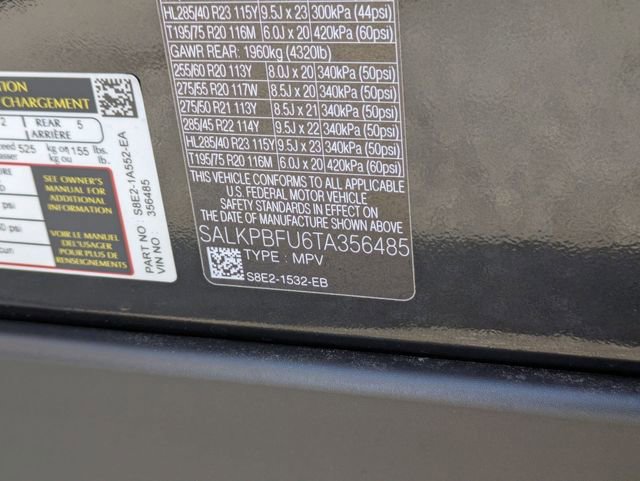 HL285/40 R23 115Y 9.5J x 23 300kPa (44psi)
T195/75 R20 116M 6.0J x 20 420kPa (60psi)
GAWR REAR: 1960kg (4320lb)
255/60 R20 113Y 8.0J x 20 340kPa (50psi)
275/55 R20 117W 8.5J x 20 340kPa (50psi)
275/50 R21 113Y 8.5J x 21 340kPa (50psi)
285/45 R22 114Y 9.5J x 22 340kPa (50psi)
HL285/40 R23 115Y 9.5J x 23 340kPa (50psi)
T195/75 R20 116M 6.0J x 20 420kPa (60psi)
THIS VEHICLE CONFORMS TO ALL APPLICABLE
U.S. FEDERAL MOTOR VEHICLE
SAFETY STANDARDS IN EFFECT ON
THE DATE OF MANUFACTURE SHOWN ABOVE
SALKPBFU6TA356485
TYPE : MPV
S8E2-1532-EB
CHARGEMENT
2 REAR 5
ARRIÈRE
525 kg or 155 lbs.
kg ou lb.
SEE OWNER'S
MANUAL FOR
ADDITIONAL
INFORMATION
psi
psi
VOIR LE MANUEL
DE L'USAGER
POUR PLUS DE
RENSEIGNEMENTS
PART NO : S8E2-1A552-EA
VIN NO : 356485